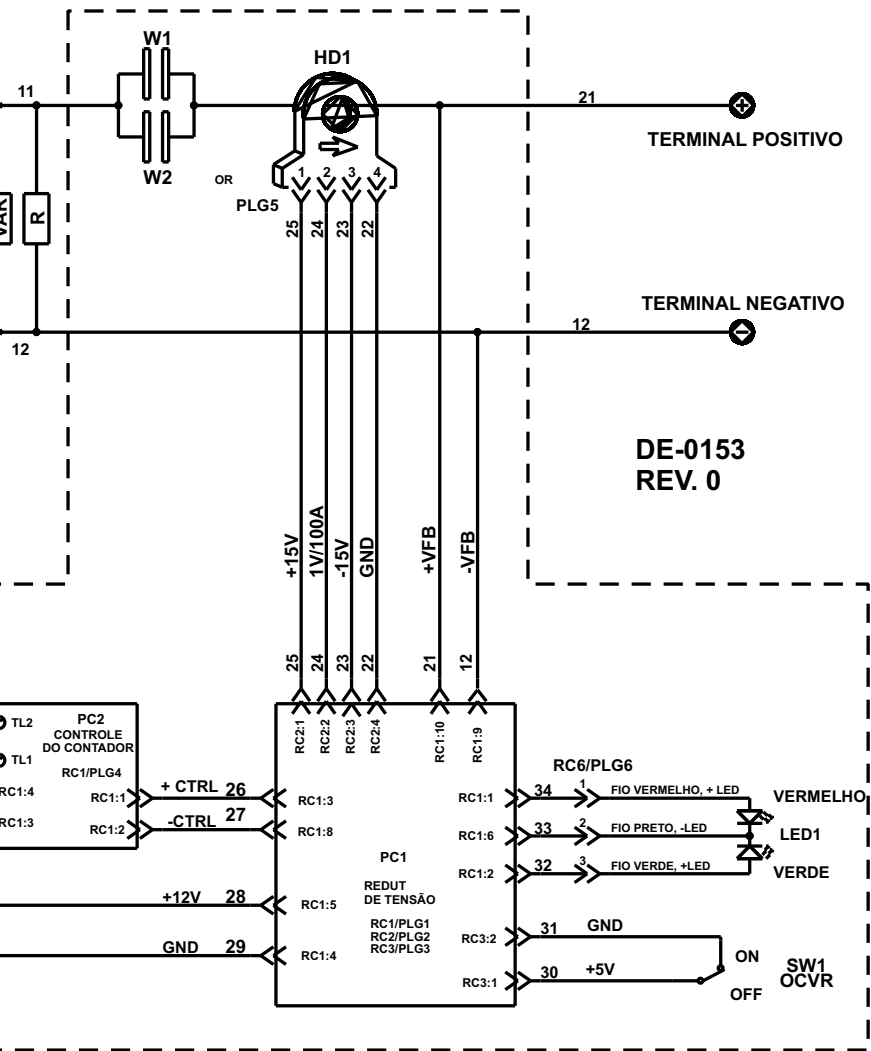 W1
HD1
11
21
TERMINAL POSITIVO
W2
OR
1 2 3 4
PLG5
VAR
R
25 24 23 22
TERMINAL NEGATIVO
12
12
DE-0153
REV. 0
+15V
1V/100A
-15V
GND
+VFB
-VFB
25 24 23 22 21 12
RC2:1
RC2:2
RC2:3
RC2:4
RC1:10
RC1:9
TL2
PC2
CONTROLE
DO CONTADOR
TL1
RC1/PLG4
RC1:4
RC1:1
+ CTRL 26
RC1:3
RC1:3
RC1:2
-CTRL 27
RC1:8
RC6/PLG6
RC1:1
34
1
FIO VERMELHO, + LED
VERMELHO
RC1:6
33
2
FIO PRETO, -LED
LED1
RC1:2
32
3
FIO VERDE, +LED
VERDE
PC1
REDUT
DE TENSÃO
RC1/PLG1
RC2/PLG2
RC3/PLG3
+12V 28
RC1:5
GND 29
RC1:4
RC3:2
31
GND
RC3:1
30
+5V
ON
OFF
SW1
OCVR